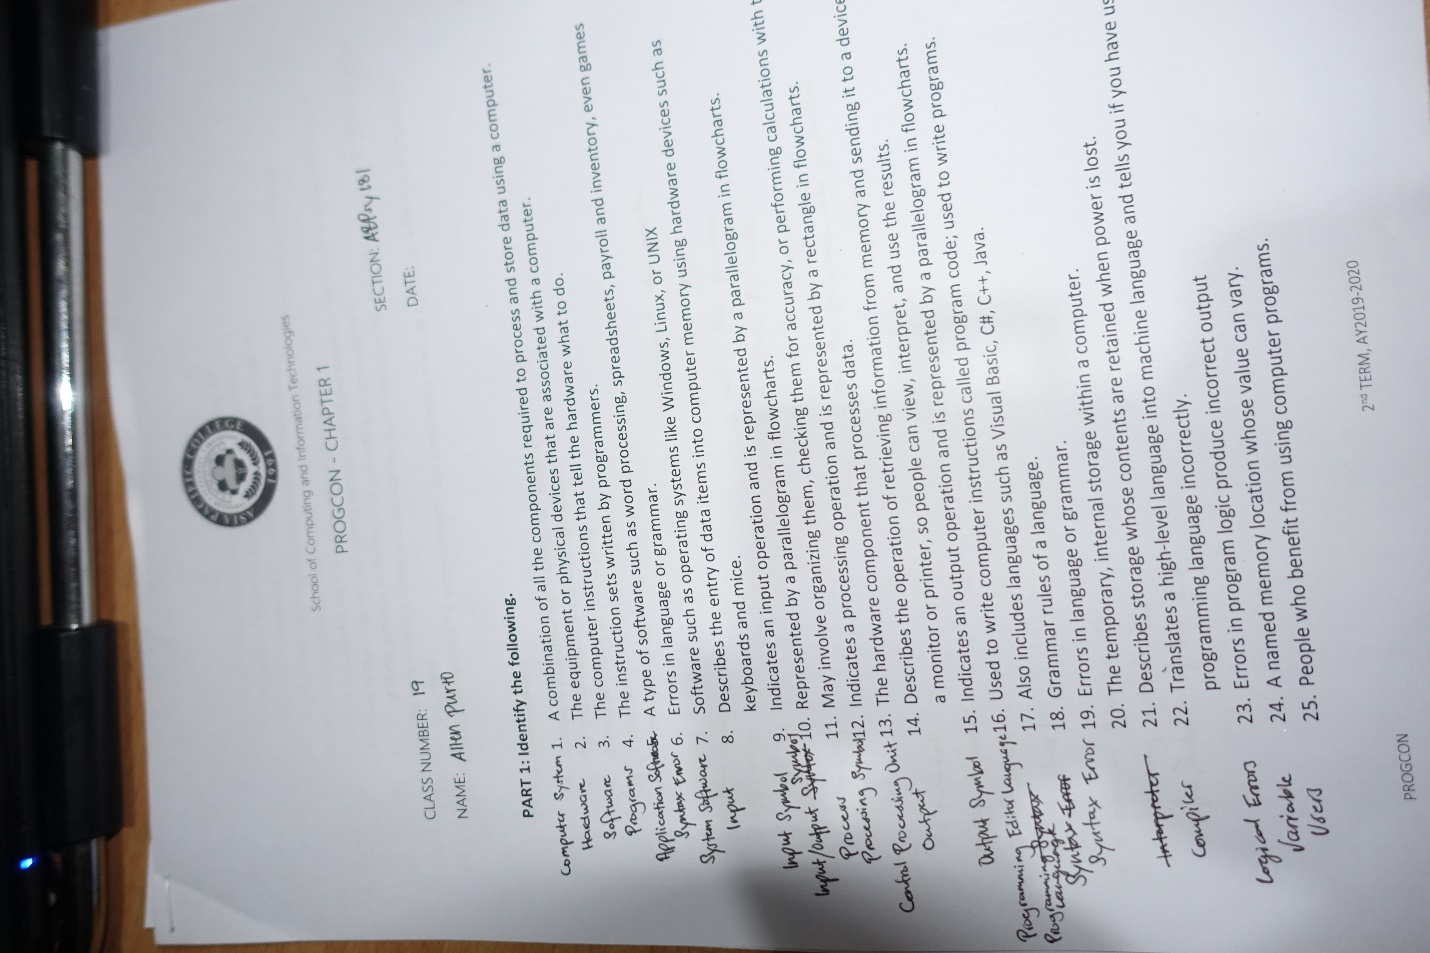 ASIA PACIFIC COLLEGE
1991
School of Computing and Information Technologies
PROGCON - CHAPTER 1
CLASS NUMBER: 19
SECTION:
NAME: Allen Purto
DATE:
PART 1: Identify the following.
Computer System 1. A combination of all the components required to process and store data using a computer.
Hardware 2. The equipment or physical devices that are associated with a computer.
Software 3. The computer instructions that tell the hardware what to do.
Programs 4. The instruction sets written by programmers.
Application Software 5. A type of software such as word processing, spreadsheets, payroll and inventory, even games
Syntax Error 6. Errors in language or grammar.
System Software 7. Software such as operating systems like Windows, Linux, or UNIX
Input 8. Describes the entry of data items into computer memory using hardware devices such as
keyboards and mice.
Input Symbol 9. Indicates an input operation and is represented by a parallelogram in flowcharts.
Input/Output Symbol 10. Represented by a parallelogram in flowcharts.
Process 11. May involve organizing them, checking them for accuracy, or performing calculations with
Processing Symbol 12. Indicates a processing operation and is represented by a rectangle in flowcharts.
Central Processing Unit 13. The hardware component that processes data.
Output 14. Describes the operation of retrieving information from memory and sending it to a device
a monitor or printer, so people can view, interpret, and use the results.
Output Symbol 15. Indicates an output operation and is represented by a parallelogram in flowcharts.
Editor Language 16. Used to write computer instructions called program code; used to write programs.
Programming Language 17. Also includes languages such as Visual Basic, C#, C++, Java.
18. Grammar rules of a language.
Syntax Error 19. Errors in language or grammar.
20. The temporary, internal storage within a computer.
21. Describes storage whose contents are retained when power is lost.
Compiler 22. Translates a high-level language into machine language and tells you if you have
programming language incorrectly.
Logical Errors 23. Errors in program logic produce incorrect output
Variable 24. A named memory location whose value can vary.
Users 25. People who benefit from using computer programs.
PROGCON
2nd TERM, AY2019-2020